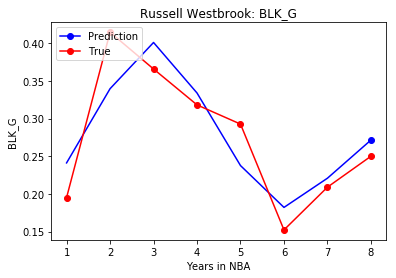 Russell Westbrook: BLK_G
Prediction
True
0.40
0.35
0.30
0.25
0.20
0.15
BLK_G
1 2 3 4 5 6 7 8
Years in NBA